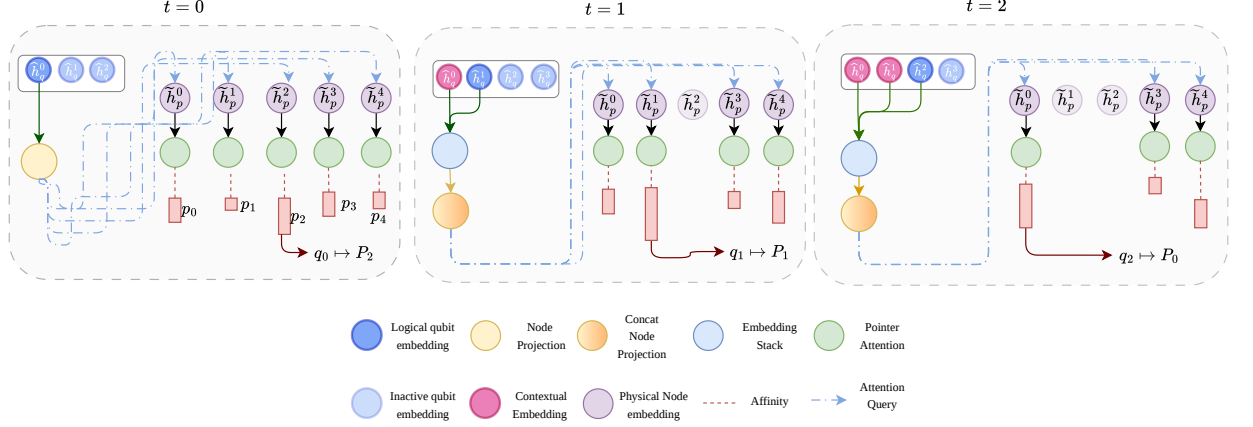 t = 0
t = 1
t = 2
h̃_q^0 h̃_q^1 h̃_q^2
h̃_p^0 h̃_p^1 h̃_p^2 h̃_p^3 h̃_p^4
p_0 p_1 p_2 p_3 p_4
q_0 ↦ P_2
h̃_q^0 h̃_q^1 h̃_q^2 h̃_q^3
h̃_p^0 h̃_p^1 h̃_p^2 h̃_p^3 h̃_p^4
q_1 ↦ P_1
h̃_q^0 h̃_q^1 h̃_q^0 h̃_q^3
h̃_p^0 h̃_p^1 h̃_p^2 h̃_p^3 h̃_p^4
q_2 ↦ P_0
Logical qubit
embedding
Node
Projection
Concat
Node
Projection
Embedding
Stack
Pointer
Attention
Inactive qubit
embedding
Contextual
Embedding
Physical Node
embedding
Affinity
Attention
Query